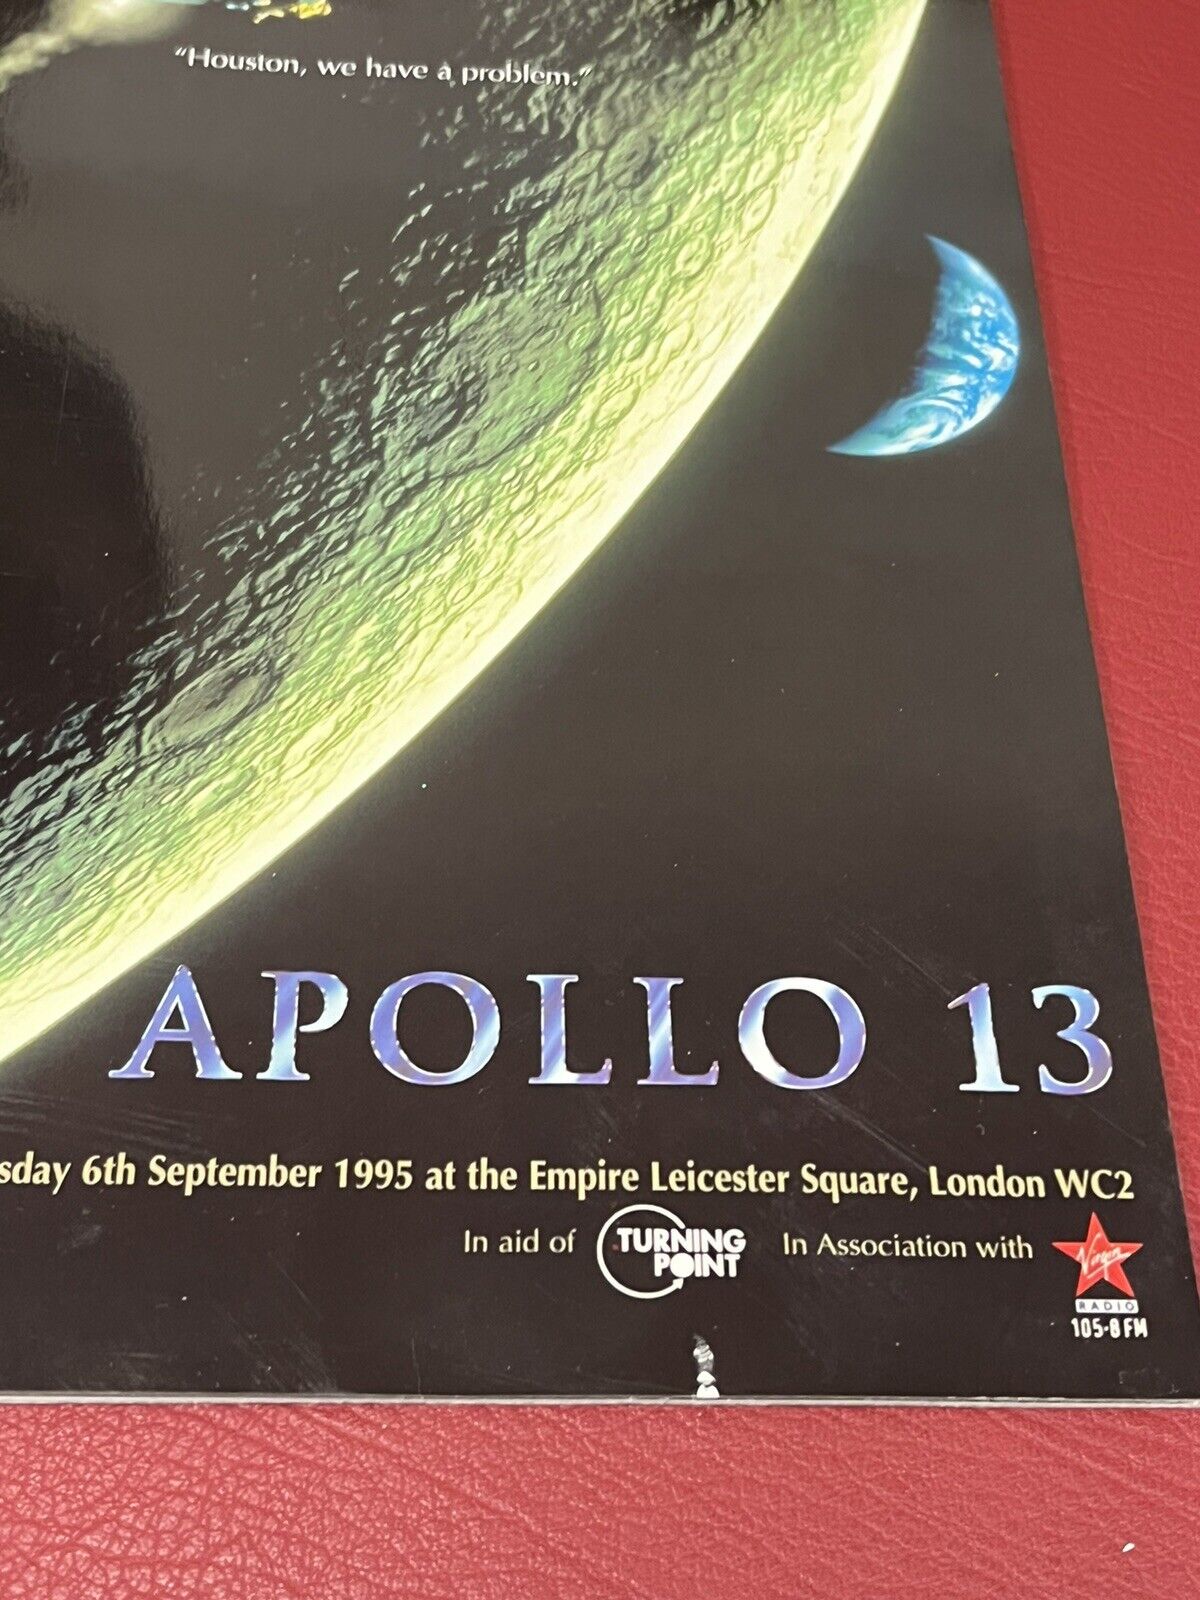 "Houston, we have a problem."
APOLLO 13
sday 6th September 1995 at the Empire Leicester Square, London WC2
In aid of TURNING POINT In Association with Virgin
RADIO
105·8 FM